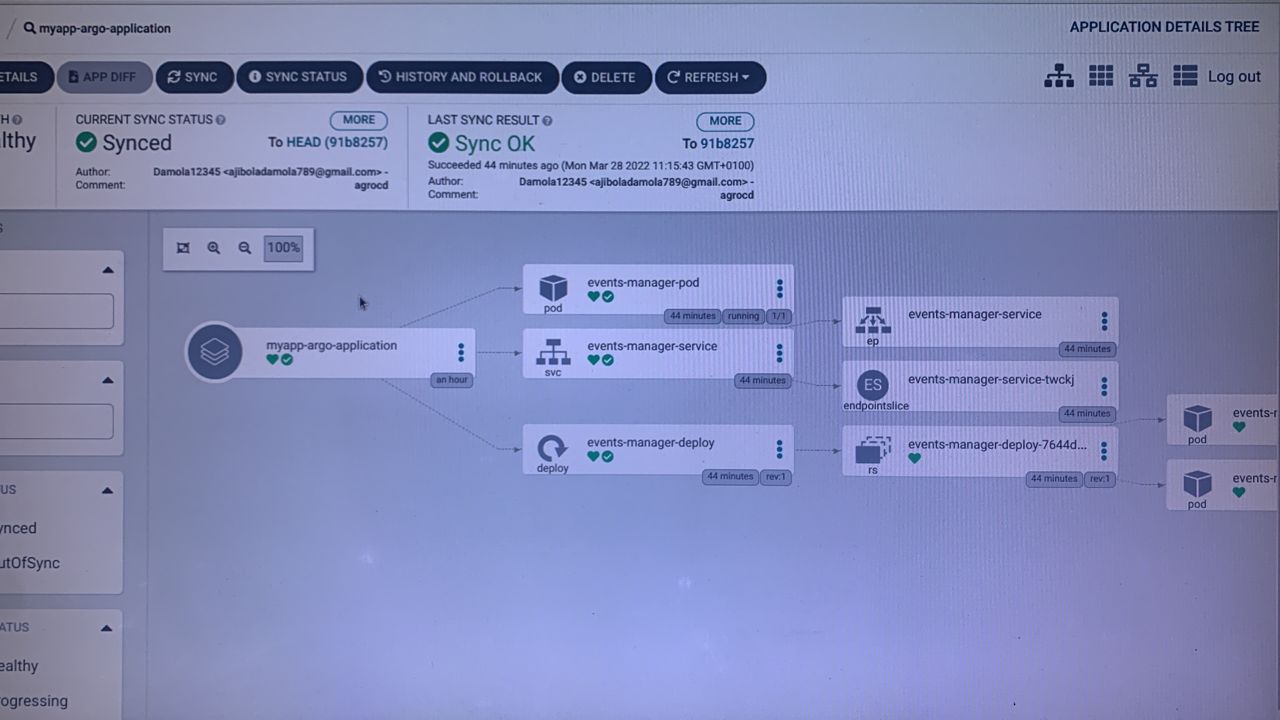 / myapp-argo-application
APPLICATION DETAILS TREE
ETAILS
APP DIFF
SYNC
SYNC STATUS
HISTORY AND ROLLBACK
DELETE
REFRESH
Log out
H
lthy
CURRENT SYNC STATUS
MORE
Synced
To HEAD (91b8257)
Author: Damola12345 <ajiboladamola789@gmail.com> -
Comment: agrocd
LAST SYNC RESULT
MORE
Sync OK
To 91b8257
Succeeded 44 minutes ago (Mon Mar 28 2022 11:15:43 GMT+0100)
Author: Damola12345 <ajiboladamola789@gmail.com> -
Comment: agrocd
S
100%
US
ynced
utOfSync
ATUS
ealthy
ogressing
myapp-argo-application
an hour
pod
events-manager-pod
44 minutes
running
1/1
svc
events-manager-service
44 minutes
deploy
events-manager-deploy
44 minutes
rev:1
ep
events-manager-service
44 minutes
ES
endpointslice
events-manager-service-twckj
44 minutes
rs
events-manager-deploy-7644d...
44 minutes
rev:1
pod
events-r
pod
events-r